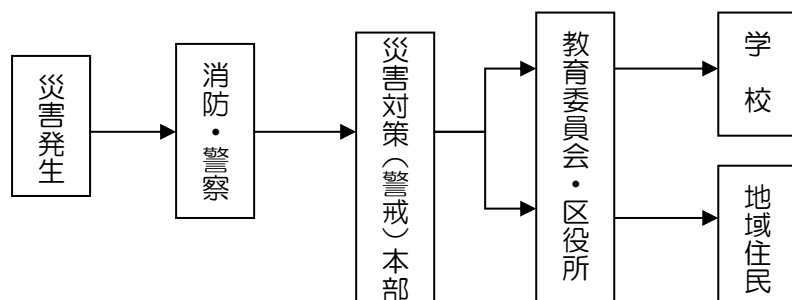 災害発生
消防・警察
災害対策（警戒）本部
教育委員会・区役所
学校
地域住民